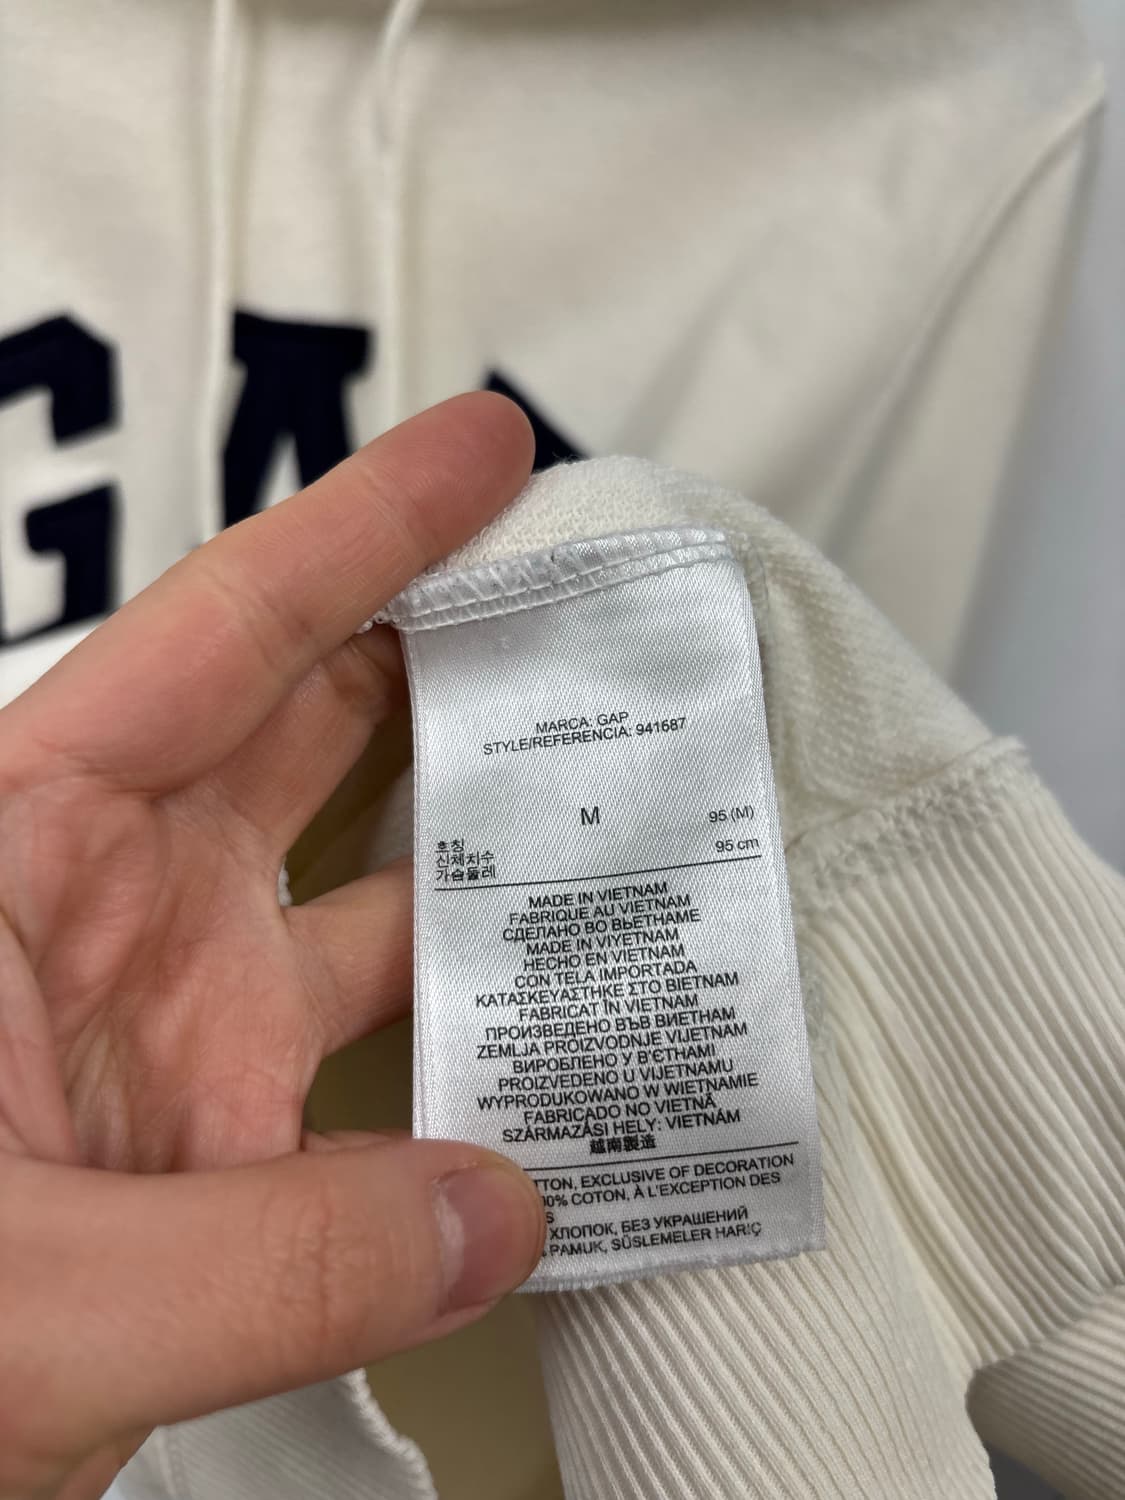 GA
MARCA: GAP
STYLE/REFERENCIA: 941687
M
호칭 95 (M)
신체치수
가슴둘레 95 cm
MADE IN VIETNAM
FABRIQUE AU VIETNAM
СДЕЛАНО ВО ВЬЕТНАМЕ
MADE IN VIYETNAM
HECHO EN VIETNAM
CON TELA IMPORTADA
ΚΑΤΑΣΚΕΥΑΣΤΗΚΕ ΣΤΟ ΒΙΕΤΝΑΜ
FABRICAT ÎN VIETNAM
ПРОИЗВЕДЕНО ВЪВ ВИЕТНАМ
ZEMLJA PROIZVODNJE VIJETNAM
ВИРОБЛЕНО У В'ЄТНАМІ
PROIZVEDENO U VIJETNAMU
WYPRODUKOWANO W WIETNAMIE
FABRICADO NO VIETNÃ
SZÁRMAZÁSI HELY: VIETNÁM
越南製造
TTON, EXCLUSIVE OF DECORATION
00% COTON, À L'EXCEPTION DES
S
ХЛОПОК, БЕЗ УКРАШЕНИЙ
PAMUK, SÜSLEMELER HARİÇ